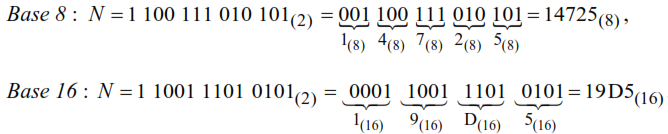 Base 8 : N = 1 100 111 010 101(2) = 001 100 111 010 101 = 14725(8) ,
1(8) 4(8) 7(8) 2(8) 5(8)
Base 16 : N = 1 1001 1101 0101(2) = 0001 1001 1101 0101 = 19D5(16)
1(16) 9(16) D(16) 5(16)